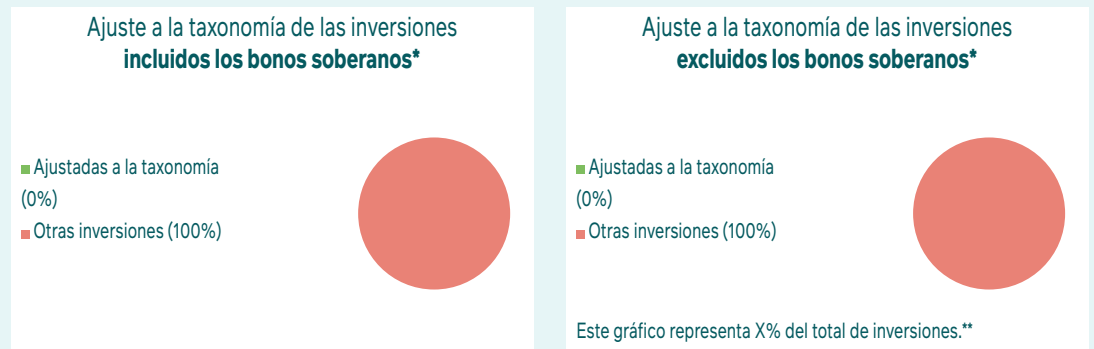 Ajuste a la taxonomía de las inversiones
incluidos los bonos soberanos*
Ajustadas a la taxonomía
(0%)
Otras inversiones (100%)
Ajuste a la taxonomía de las inversiones
excluidos los bonos soberanos*
Ajustadas a la taxonomía
(0%)
Otras inversiones (100%)
Este gráfico representa X% del total de inversiones.**